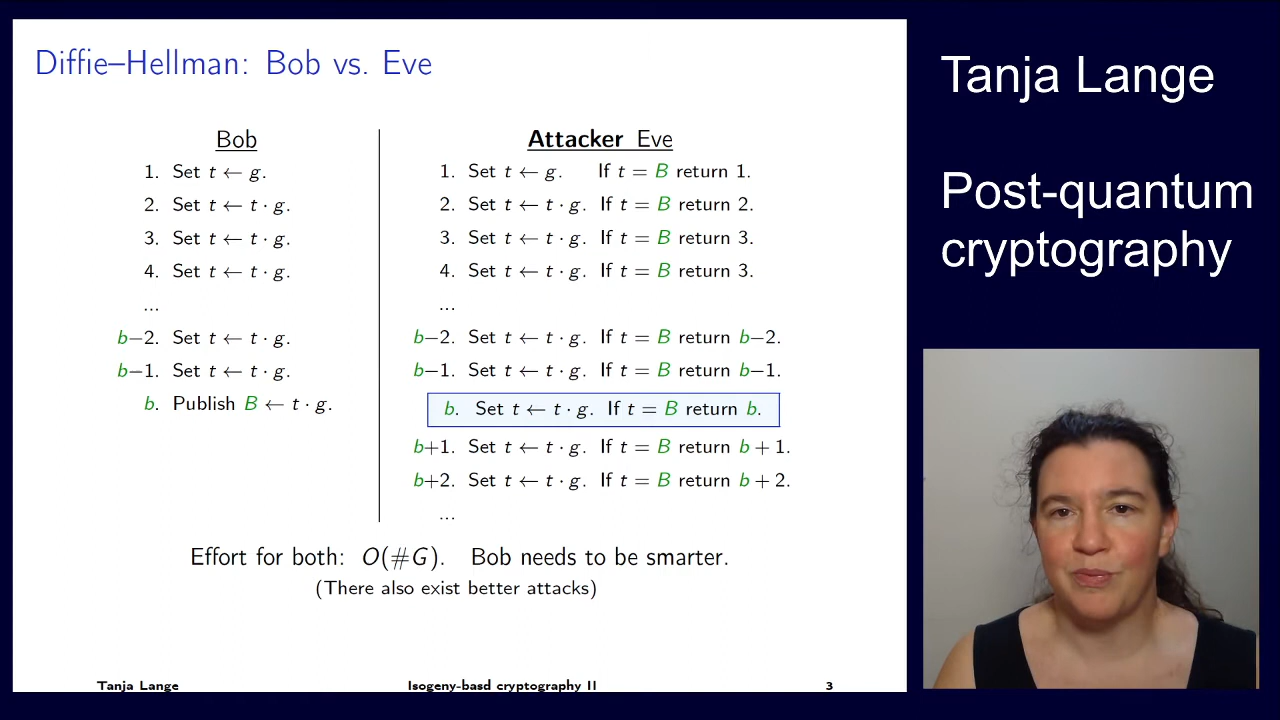 Diffie–Hellman: Bob vs. Eve
Bob
1. Set t ← g.
2. Set t ← t · g.
3. Set t ← t · g.
4. Set t ← t · g.
...
b−2. Set t ← t · g.
b−1. Set t ← t · g.
b. Publish B ← t · g.
Attacker Eve
1. Set t ← g. If t = B return 1.
2. Set t ← t · g. If t = B return 2.
3. Set t ← t · g. If t = B return 3.
4. Set t ← t · g. If t = B return 3.
...
b−2. Set t ← t · g. If t = B return b−2.
b−1. Set t ← t · g. If t = B return b−1.
b. Set t ← t · g. If t = B return b.
b+1. Set t ← t · g. If t = B return b + 1.
b+2. Set t ← t · g. If t = B return b + 2.
...
Effort for both: O(#G). Bob needs to be smarter.
(There also exist better attacks)
Tanja Lange Isogeny-basd cryptography II 3
Tanja Lange
Post-quantum
cryptography